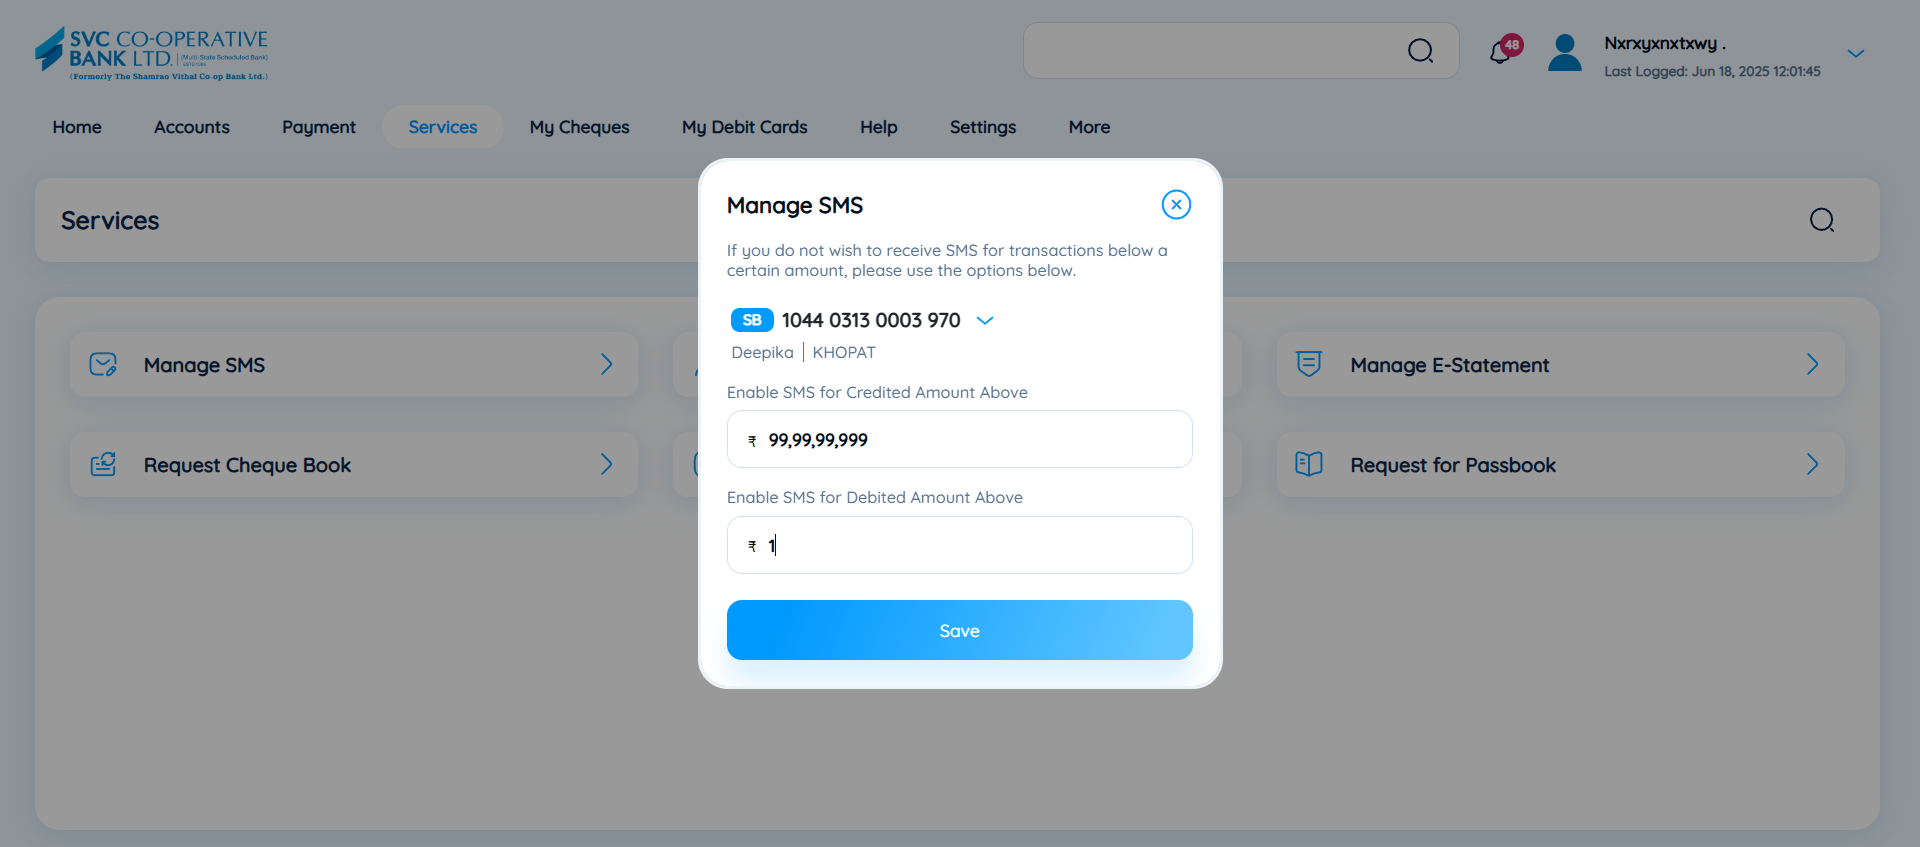 SVC CO-OPERATIVE
BANK LTD. (Multi-State Scheduled Bank)
(Formerly The Shamrao Vithal Co-op Bank Ltd.)
48
Nxrxyxnxtxwy .
Last Logged: Jun 18, 2025 12:01:45
Home Accounts Payment Services My Cheques My Debit Cards Help Settings More
Services
Manage SMS
If you do not wish to receive SMS for transactions below a
certain amount, please use the options below.
SB 1044 0313 0003 970
Deepika | KHOPAT
Enable SMS for Credited Amount Above
₹ 99,99,99,999
Enable SMS for Debited Amount Above
₹ 1
Save
Manage SMS
Manage E-Statement
Request Cheque Book
Request for Passbook